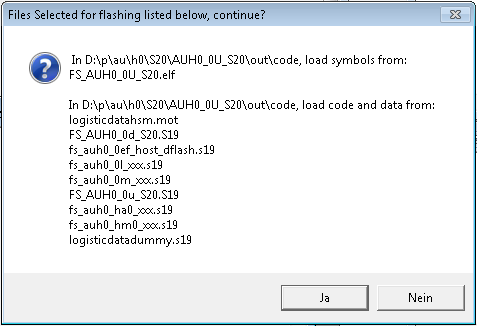 Files Selected for flashing listed below, continue?
In D:\p\au\h0\S20\AUH0_0U_S20\out\code, load symbols from:
FS_AUH0_0U_S20.elf
In D:\p\au\h0\S20\AUH0_0U_S20\out\code, load code and data from:
logisticdatahsm.mot
FS_AUH0_0d_S20.S19
fs_auh0_0ef_host_dflash.s19
fs_auh0_0l_xxx.s19
fs_auh0_0m_xxx.s19
FS_AUH0_0u_S20.S19
fs_auh0_ha0_xxx.s19
fs_auh0_hm0_xxx.s19
logisticdatadummy.s19
Ja
Nein